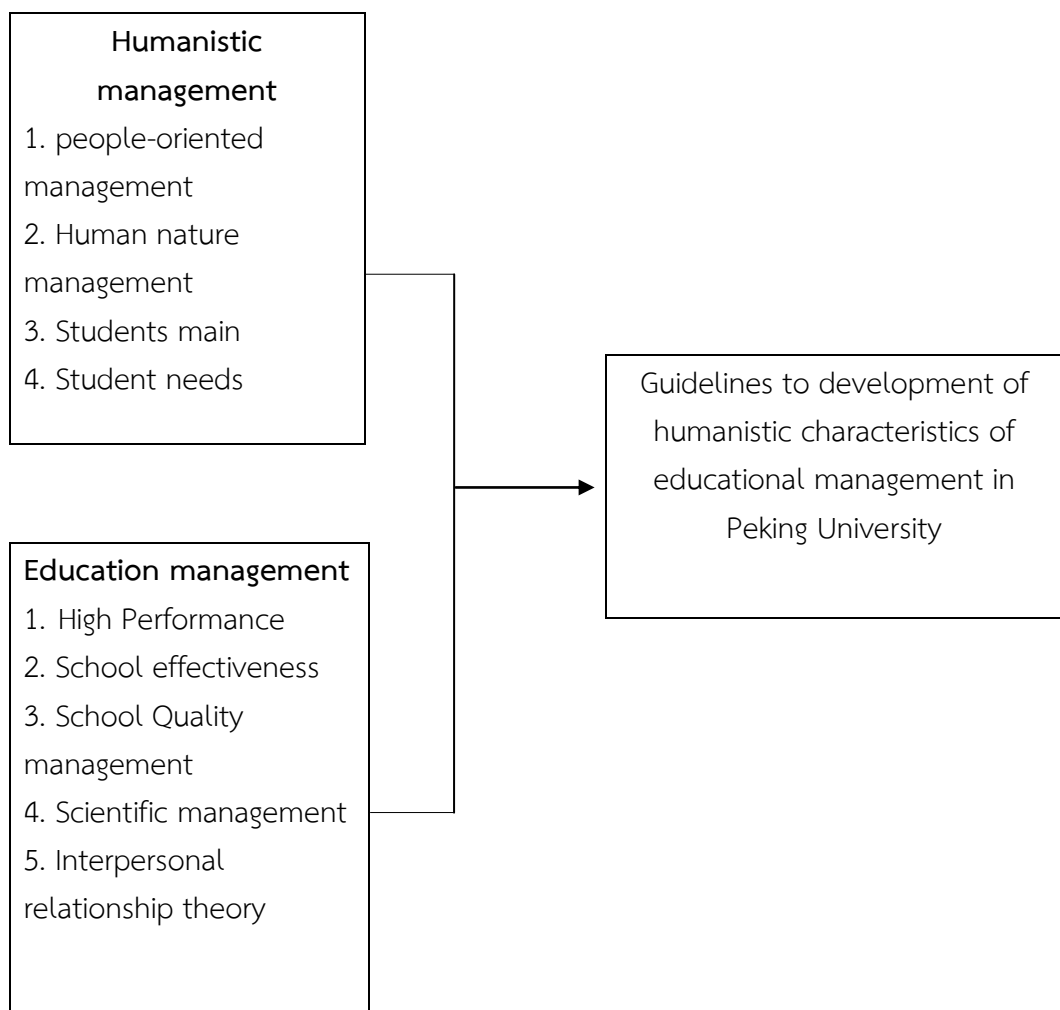 Humanistic
management
1. people-oriented
management
2. Human nature
management
3. Students main
4. Student needs
Education management
1. High Performance
2. School effectiveness
3. School Quality
management
4. Scientific management
5. Interpersonal
relationship theory
Guidelines to development of
humanistic characteristics of
educational management in
Peking University